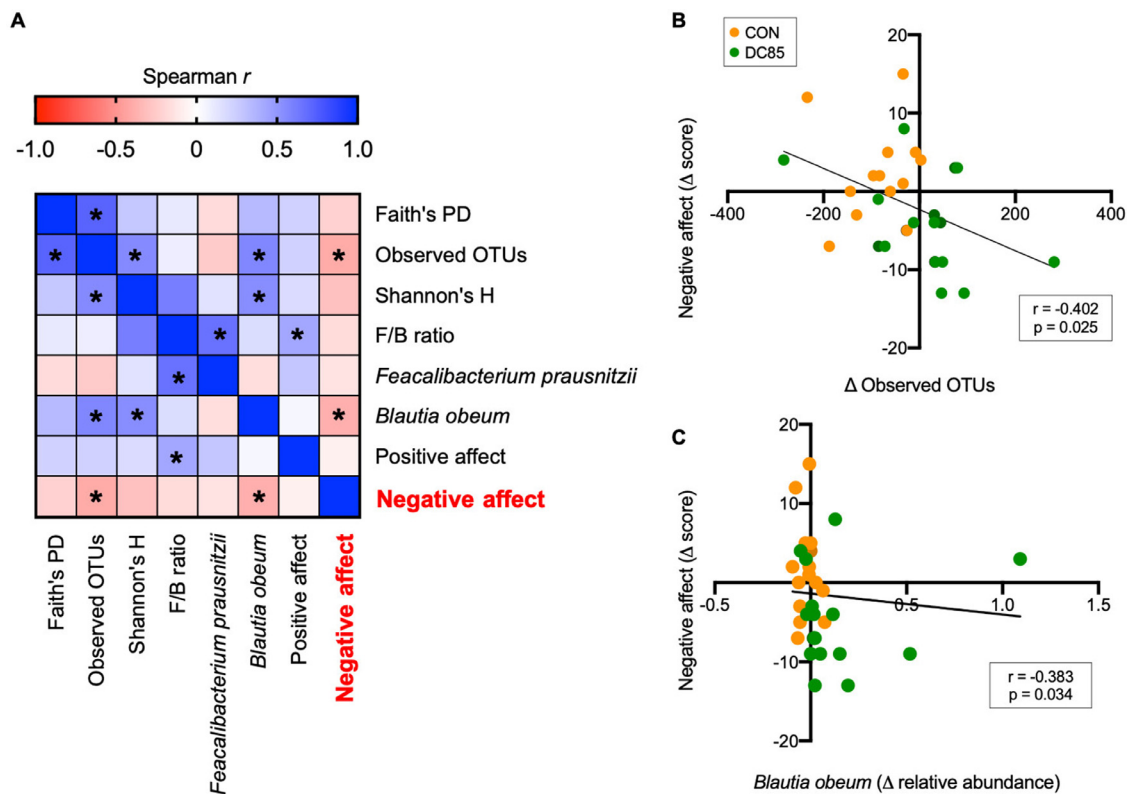 A
Spearman r
-1.0 -0.5 0 0.5 1.0
Faith's PD
Observed OTUs
Shannon's H
F/B ratio
Feacalibacterium prausnitzii
Blautia obeum
Positive affect
Negative affect
* 
* * * *
* *
* *
*
* * *
*
* *
Faith's PD
Observed OTUs
Shannon's H
F/B ratio
Feacalibacterium prausnitzii
Blautia obeum
Positive affect
Negative affect
B
CON
DC85
Negative affect (Δ score)
20
10
-10
-20
-400 -200 0 200 400
r = -0.402
p = 0.025
Δ Observed OTUs
C
Negative affect (Δ score)
20
10
-10
-20
-0.5 0 0.5 1.0 1.5
r = -0.383
p = 0.034
Blautia obeum (Δ relative abundance)